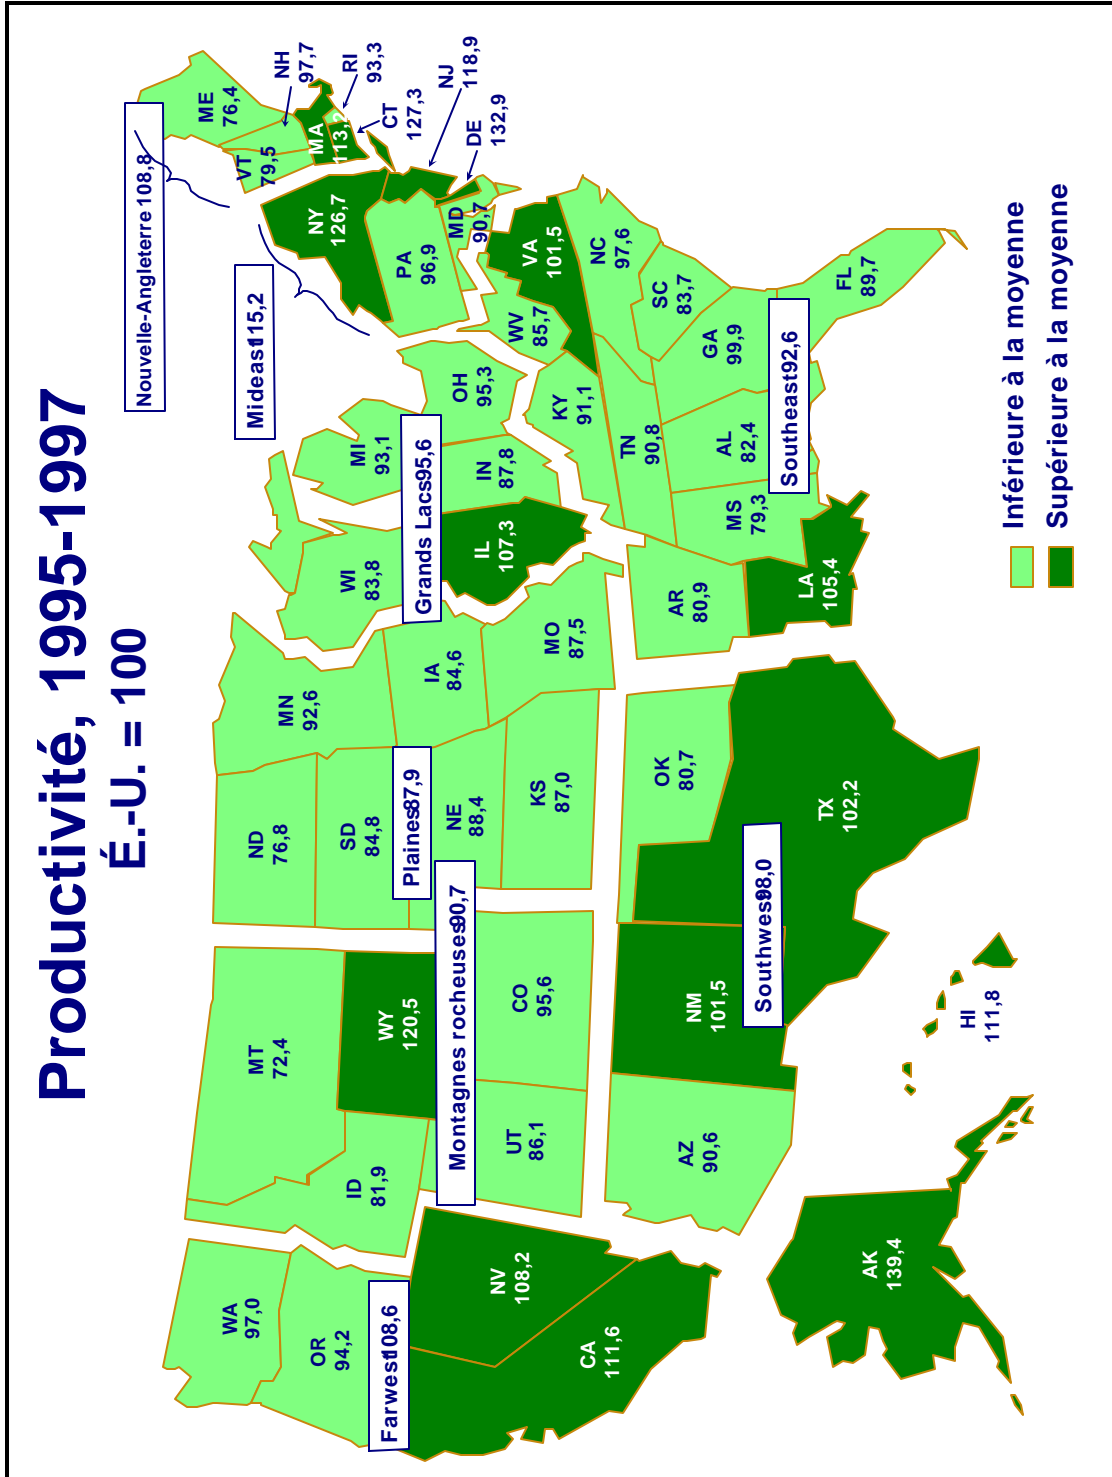 Productivité, 1995-1997
É.-U. = 100
WA
97,0
OR
94,2
Farwest108,6
NV
108,2
CA
111,6
AK
139,4
HI
111,8
MT
72,4
ID
81,9
WY
120,5
Montagnes rocheuses90,7
UT
86,1
CO
95,6
AZ
90,6
NM
101,5
Southwest98,0
TX
102,2
OK
80,7
ND
76,8
SD
84,8
Plaines87,9
NE
88,4
KS
87,0
MN
92,6
IA
84,6
MO
87,5
WI
83,8
MI
93,1
Grands Lacs95,6
IL
107,3
IN
87,8
OH
95,3
AR
80,9
LA
105,4
MS
79,3
AL
82,4
TN
90,8
KY
91,1
WV
85,7
VA
101,5
NC
97,6
SC
83,7
GA
99,9
Southeast92,6
FL
89,7
Mideast115,2
NY
126,7
PA
96,9
MD
90,7
DE
132,9
NJ
118,9
Nouvelle-Angleterre 108,8
ME
76,4
VT
79,5
NH
97,7
MA
113,2
RI
93,3
CT
127,3
Inférieure à la moyenne
Supérieure à la moyenne